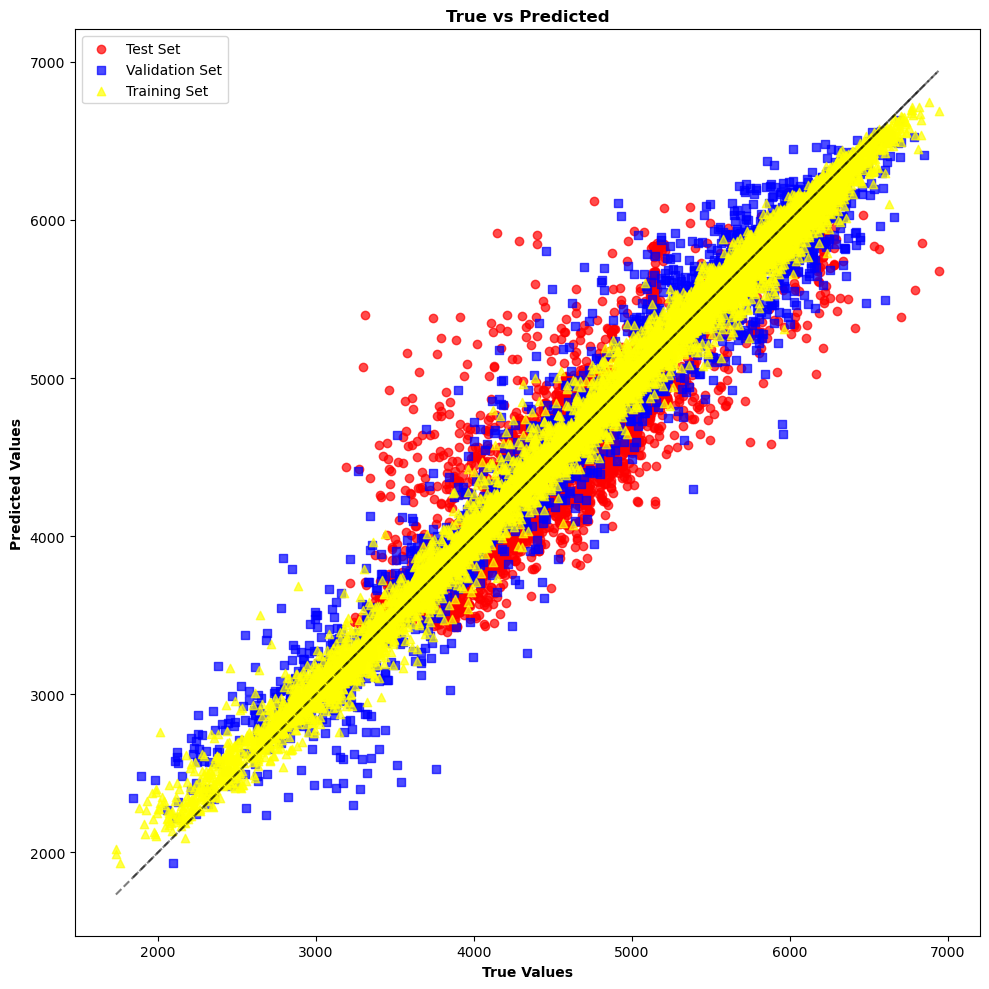 True vs Predicted
Test Set
Validation Set
Training Set
7000
6000
5000
4000
3000
2000
Predicted Values
2000 3000 4000 5000 6000 7000
True Values